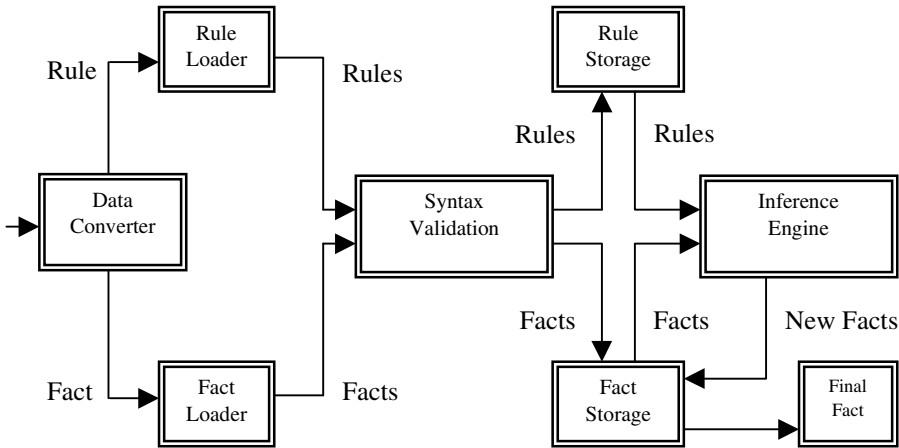 Rule
Loader
Rule
Storage
Rule
Rules
Rules
Rules
Data
Converter
Syntax
Validation
Inference
Engine
Facts
Facts
New Facts
Fact
Fact
Loader
Facts
Fact
Storage
Final
Fact